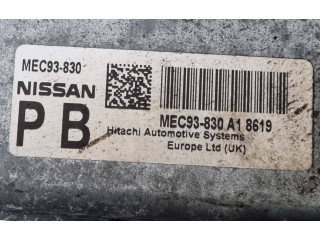 MEC93-830
NISSAN
P B
MEC93-830 A1 8619
Hitachi Automotive Systems
Europe Ltd (UK)